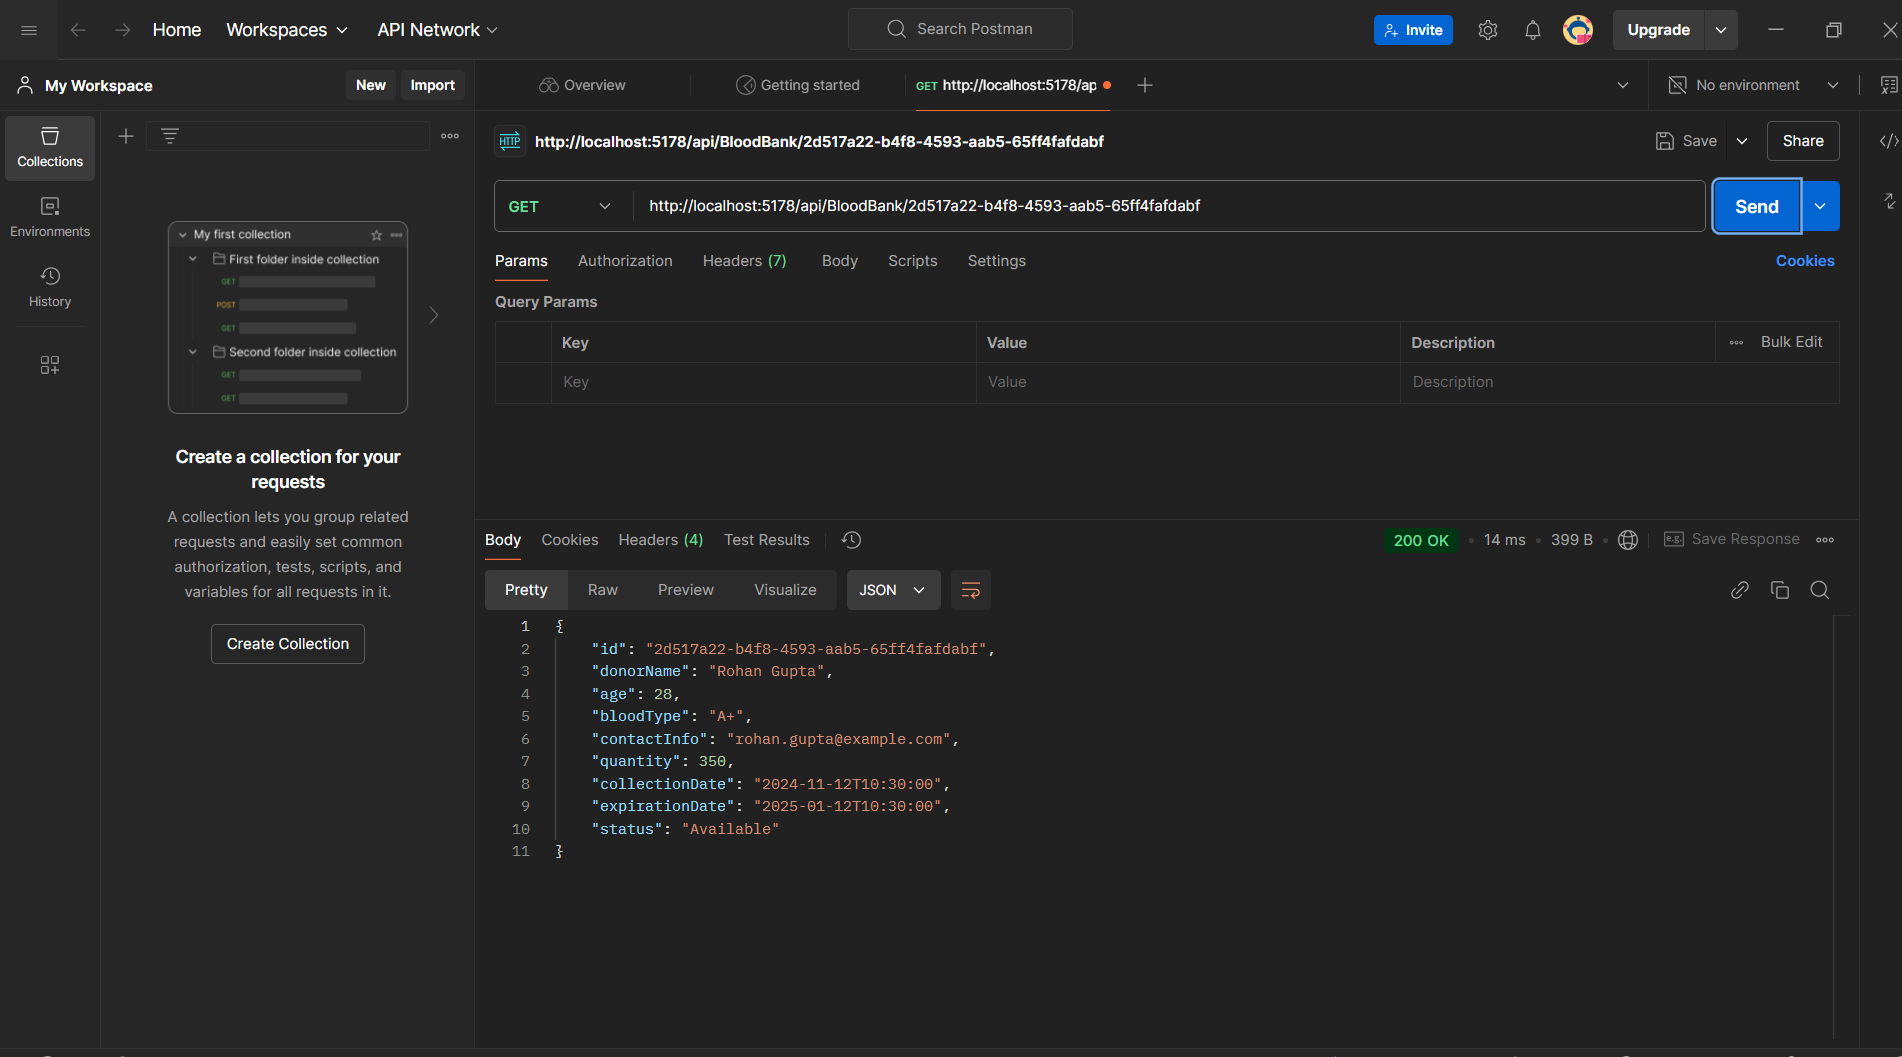 Home
Workspaces
API Network
Search Postman
Invite
Upgrade
My Workspace
New
Import
Overview
Getting started
GET http://localhost:5178/ap
No environment
Collections
Environments
History
My first collection
First folder inside collection
GET
POST
GET
Second folder inside collection
GET
GET
Create a collection for your
requests
A collection lets you group related
requests and easily set common
authorization, tests, scripts, and
variables for all requests in it.
Create Collection
HTTP http://localhost:5178/api/BloodBank/2d517a22-b4f8-4593-aab5-65ff4fafdabf
Save
Share
GET
http://localhost:5178/api/BloodBank/2d517a22-b4f8-4593-aab5-65ff4fafdabf
Send
Params
Authorization
Headers (7)
Body
Scripts
Settings
Cookies
Query Params
Key
Value
Description
Bulk Edit
Key
Value
Description
Body
Cookies
Headers (4)
Test Results
200 OK
14 ms
399 B
e.g. Save Response
Pretty
Raw
Preview
Visualize
JSON
1 {
2 "id": "2d517a22-b4f8-4593-aab5-65ff4fafdabf",
3 "donorName": "Rohan Gupta",
4 "age": 28,
5 "bloodType": "A+",
6 "contactInfo": "rohan.gupta@example.com",
7 "quantity": 350,
8 "collectionDate": "2024-11-12T10:30:00",
9 "expirationDate": "2025-01-12T10:30:00",
10 "status": "Available"
11 }